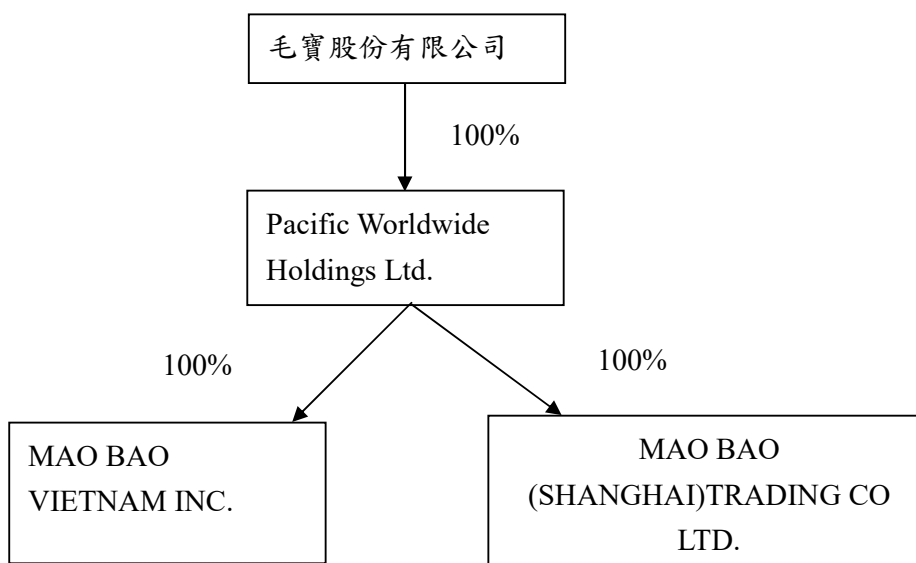 毛寶股份有限公司
100%
Pacific Worldwide
Holdings Ltd.
100%
100%
MAO BAO
VIETNAM INC.
MAO BAO
(SHANGHAI)TRADING CO
LTD.